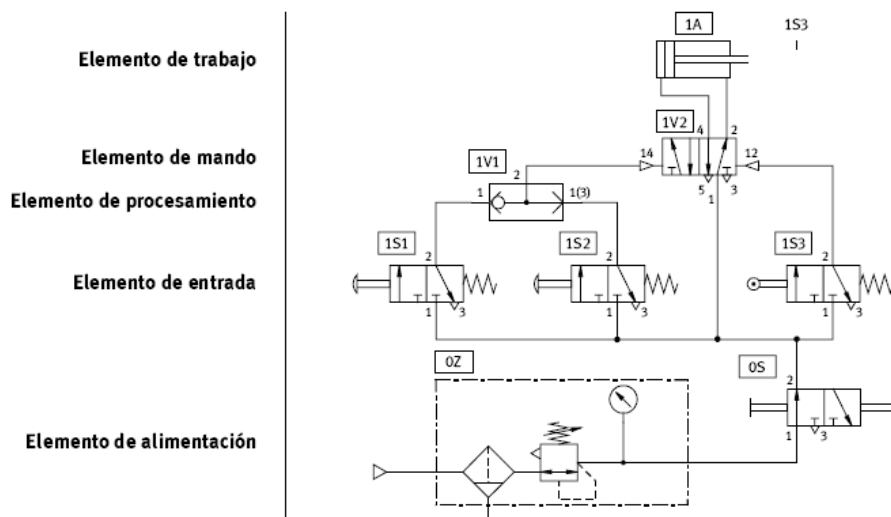 1A
1S3
Elemento de trabajo
1V2
4
2
Elemento de mando
1V1
14
12
2
5
3
1
Elemento de procesamiento
1
1(3)
1S1
1S2
1S3
2
2
2
Elemento de entrada
1
3
1
3
1
3
0Z
0S
2
Elemento de alimentación
1
3